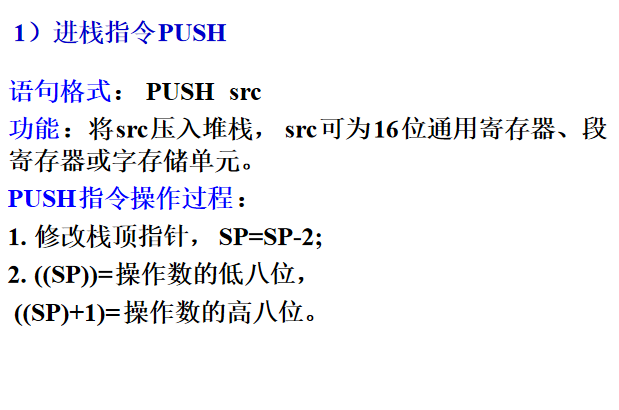 1）进栈指令PUSH
语句格式： PUSH src
功能：将src压入堆栈， src可为16位通用寄存器、段
寄存器或字存储单元。
PUSH指令操作过程：
1. 修改栈顶指针， SP=SP-2;
2. ((SP))=操作数的低八位，
((SP)+1)=操作数的高八位。